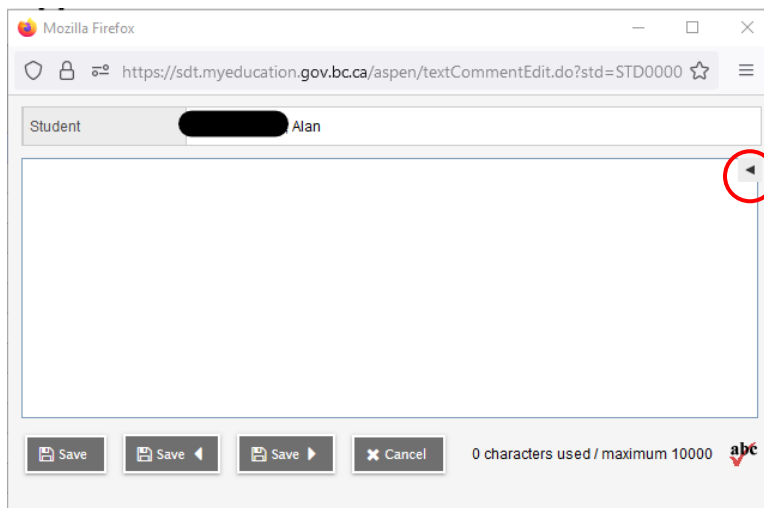 Mozilla Firefox
https://sdt.myeducation.gov.bc.ca/aspen/textCommentEdit.do?std=STD0000
Student Alan
Save Save Save Cancel 0 characters used / maximum 10000 abc